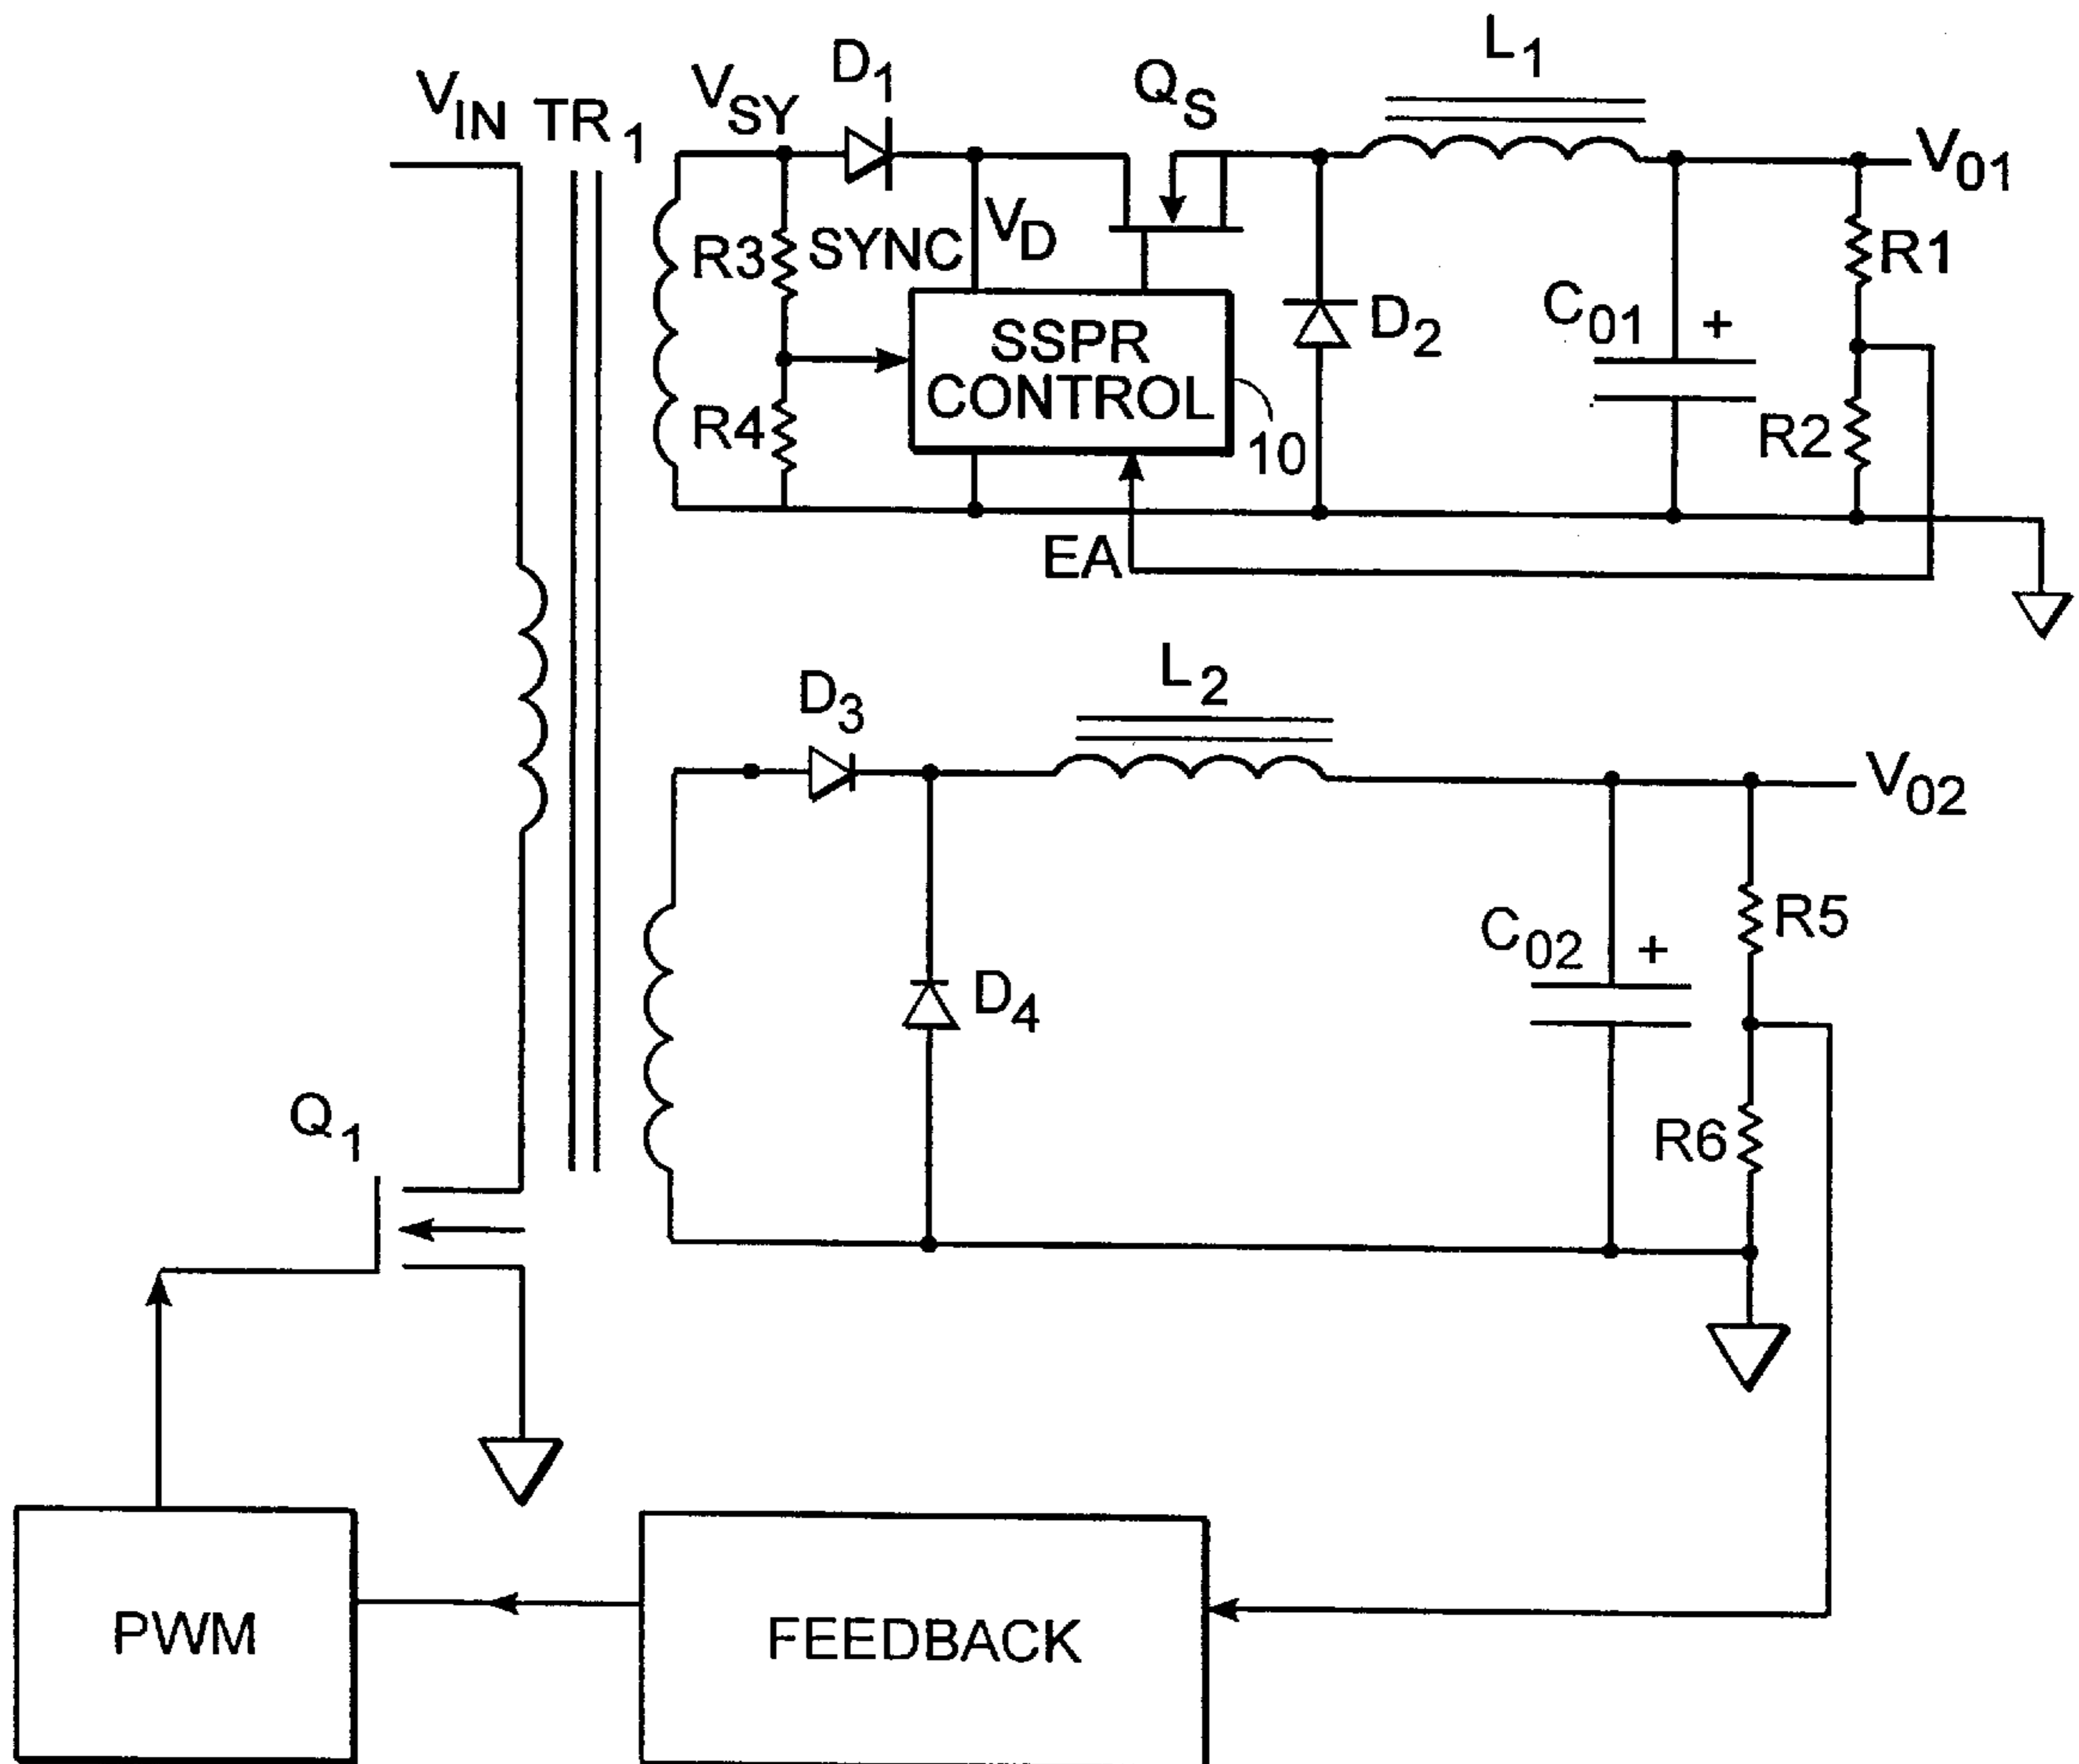 V_IN TR_1
V_SY
D_1
Q_S
L_1
V_01
R3
SYNC
V_D
R1
SSPR
CONTROL
D_2
C_01
+
R4
10
R2
EA
D_3
L_2
V_02
C_02
+
R5
D_4
Q_1
R6
PWM
FEEDBACK